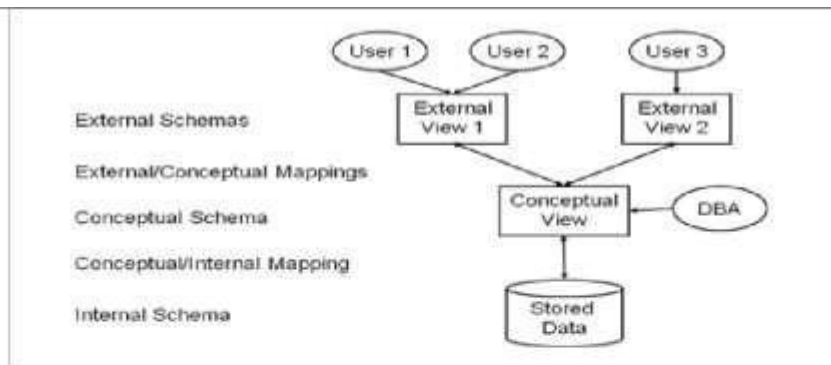 User 1
User 2
User 3
External Schemas
External
View 1
External
View 2
External/Conceptual Mappings
Conceptual Schema
Conceptual
View
DBA
Conceptual/Internal Mapping
Internal Schema
Stored
Data